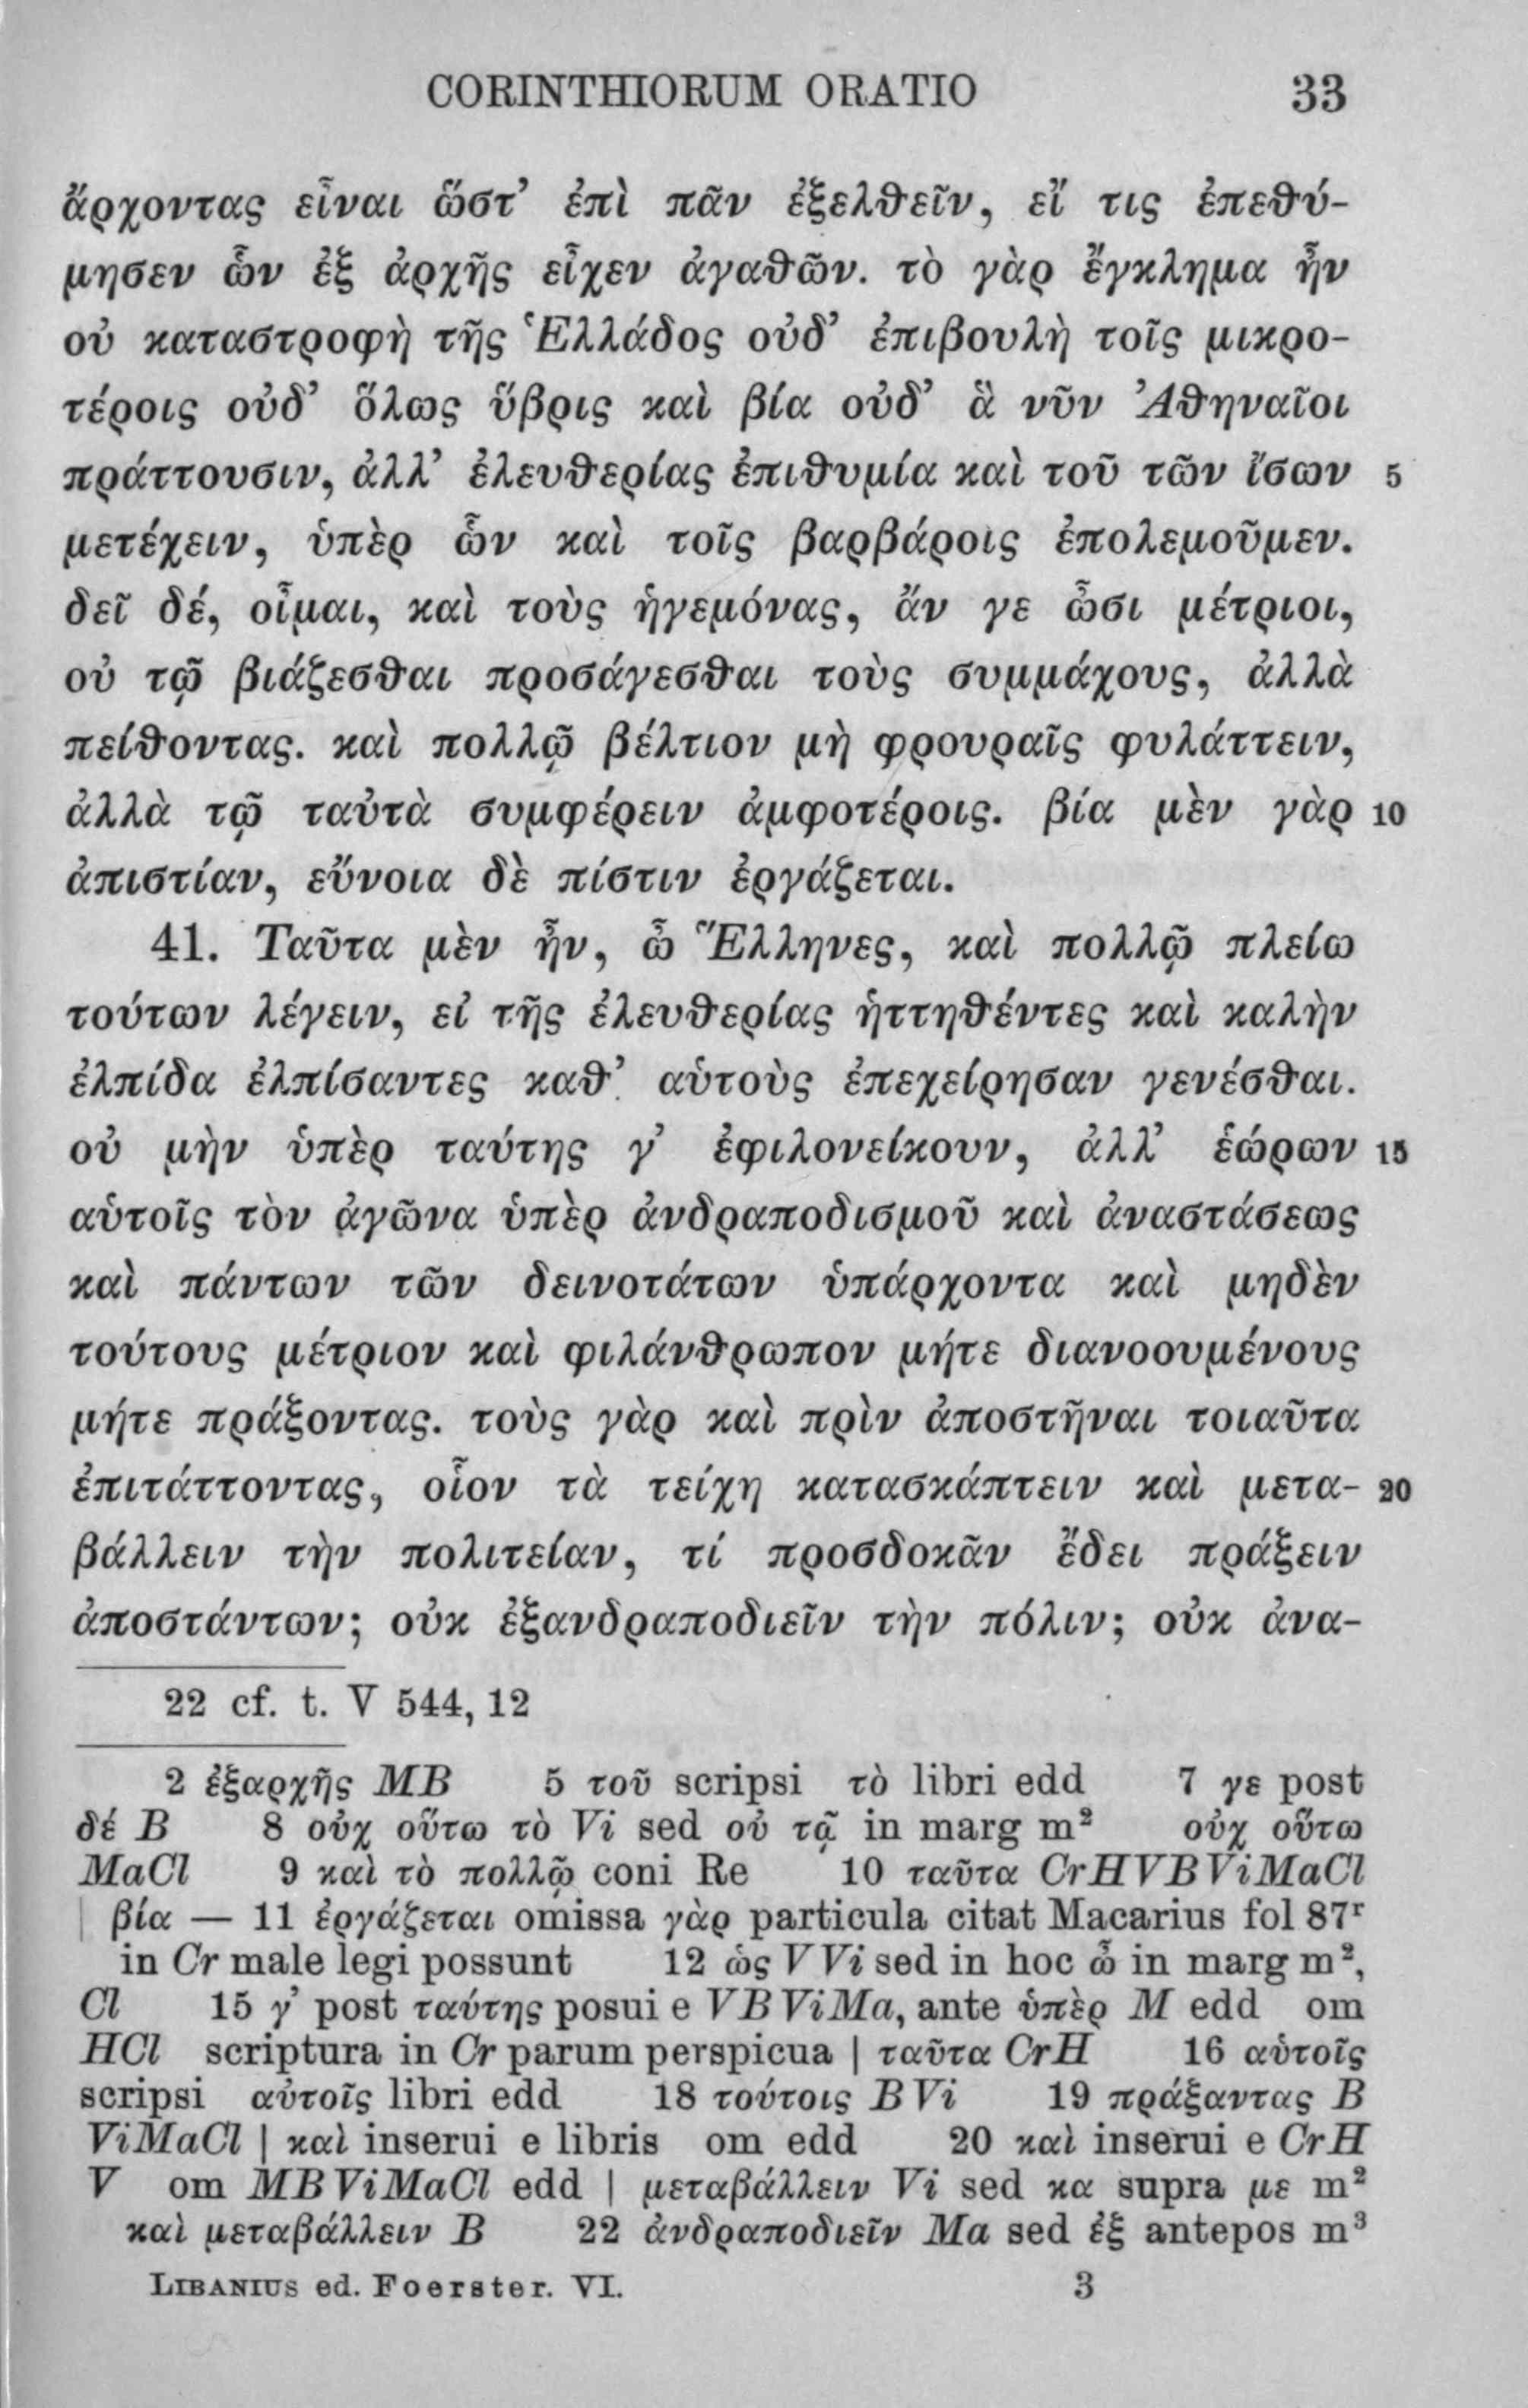 CORINTHIORUM ORATIO 33
ἄρχοντας εἶναι ὥστ’ ἐπὶ πᾶν ἐξελθεῖν, εἴ τις ἐπεθύ-
μησεν ὧν ἐξ ἀρχῆς εἶχεν ἀγαθῶν. τὸ γὰρ ἔγκλημα ἦν
οὐ καταστροφὴ τῆς Ἑλλάδος οὐδ’ ἐπιβουλὴ τοῖς μικρο-
τέροις οὐδ’ ὅλως ὕβρις καὶ βία οὐδ’ ἃ νῦν Ἀθηναῖοι
πράττουσιν, ἀλλ’ ἐλευθερίας ἐπιθυμία καὶ τοῦ τῶν ἴσων 5
μετέχειν, ὑπὲρ ὧν καὶ τοῖς βαρβάροις ἐπολεμοῦμεν.
δεῖ δέ, οἶμαι, καὶ τοὺς ἡγεμόνας, ἄν γε ὦσι μέτριοι,
οὐ τῷ βιάζεσθαι προσάγεσθαι τοὺς συμμάχους, ἀλλὰ
πείθοντας. καὶ πολλῷ βέλτιον μὴ φρουραῖς φυλάττειν,
ἀλλὰ τῷ ταὐτὰ συμφέρειν ἀμφοτέροις. βία μὲν γὰρ 10
ἀπιστίαν, εὔνοια δὲ πίστιν ἐργάζεται.
41. Ταῦτα μὲν ἦν, ὦ Ἕλληνες, καὶ πολλῷ πλείω
τούτων λέγειν, εἰ τῆς ἐλευθερίας ἡττηθέντες καὶ καλὴν
ἐλπίδα ἐλπίσαντες καθ’ αὑτοὺς ἐπεχείρησαν γενέσθαι.
οὐ μὴν ὑπὲρ ταύτης γ’ ἐφιλονείκουν, ἀλλ’ ἑώρων 15
αὑτοῖς τὸν ἀγῶνα ὑπὲρ ἀνδραποδισμοῦ καὶ ἀναστάσεως
καὶ πάντων τῶν δεινοτάτων ὑπάρχοντα καὶ μηδὲν
τούτους μέτριον καὶ φιλάνθρωπον μήτε διανοουμένους
μήτε πράξοντας. τοὺς γὰρ καὶ πρὶν ἀποστῆναι τοιαῦτα
ἐπιτάττοντας, οἷον τὰ τείχη κατασκάπτειν καὶ μετα- 20
βάλλειν τὴν πολιτείαν, τί προσδοκᾶν ἔδει πράξειν
ἀποστάντων; οὐκ ἐξανδραποδιεῖν τὴν πόλιν; οὐκ ἀνα-
22 cf. t. V 544, 12
2 ἐξαρχῆς MB 5 τοῦ scripsi τὸ libri edd 7 γε post
δέ B 8 οὐχ οὕτω τὸ Vi sed οὐ τᾷ in marg m² οὐχ οὕτω
MaCl 9 καὶ τὸ πολλῷ coni Re 10 ταῦτα CrHVBViMaCl
| βία — 11 ἐργάζεται omissa γὰρ particula citat Macarius fol 87ʳ
in Cr male legi possunt 12 ὡς VVi sed in hoc ὦ in marg m²,
Cl 15 γ’ post ταύτης posui e VBViMa, ante ὑπὲρ M edd om
HCl scriptura in Cr parum perspicua | ταῦτα CrH 16 αὑτοῖς
scripsi αὐτοῖς libri edd 18 τούτοις BVi 19 πράξαντας B
ViMaCl | καὶ inserui e libris om edd 20 καὶ inserui e CrH
V om MBViMaCl edd | μεταβάλλειν Vi sed κα supra με m²
καὶ μεταβάλλειν B 22 ἀνδραποδιεῖν Ma sed ἐξ antepos m³
LIBANIUS ed. Foerster. VI. 3